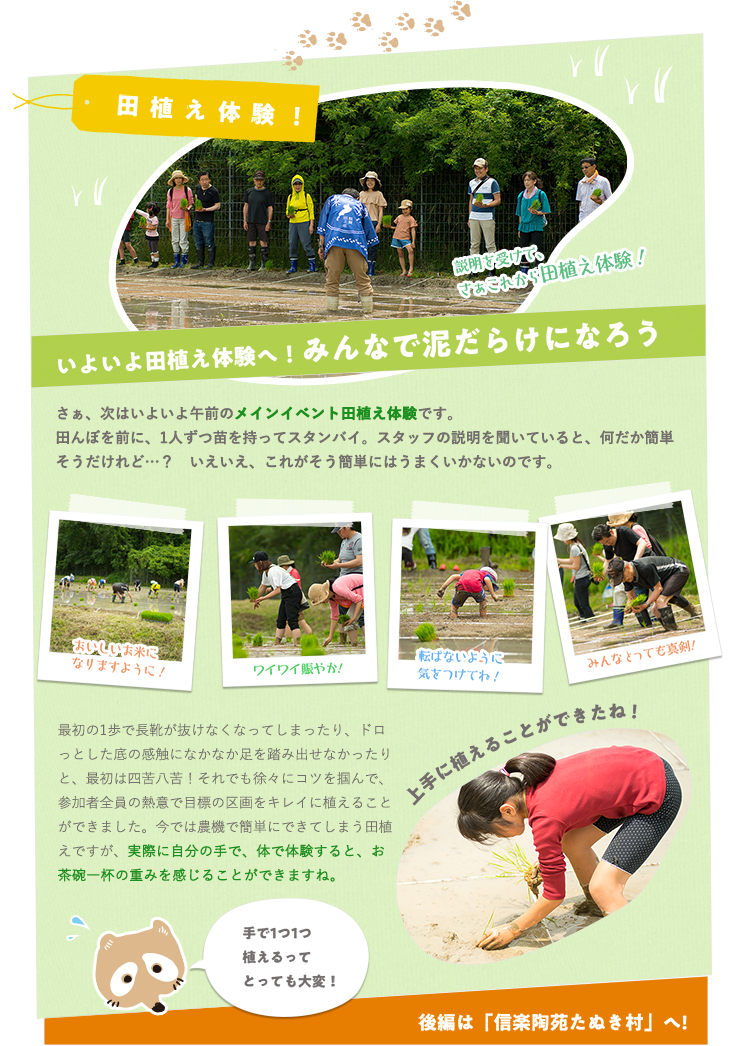 田植え体験！
説明を受けて、
さぁこれから田植え体験！
いよいよ田植え体験へ！みんなで泥だらけになろう
さぁ、次はいよいよ午前のメインイベント田植え体験です。
田んぼを前に、1人ずつ苗を持ってスタンバイ。スタッフの説明を聞いていると、何だか簡単
そうだけれど…？　いえいえ、これがそう簡単にはうまくいかないのです。
おいしいお米に
なりますように！
ワイワイ賑やか!
転ばないように
気をつけてね！
みんなとっても真剣!
最初の1歩で長靴が抜けなくなってしまったり、ドロ
っとした底の感触になかなか足を踏み出せなかったり
と、最初は四苦八苦！それでも徐々にコツを掴んで、
参加者全員の熱意で目標の区画をキレイに植えること
ができました。今では農機で簡単にできてしまう田植
えですが、実際に自分の手で、体で体験すると、お
茶碗一杯の重みを感じることができますね。
上手に植えることができたね！
手で1つ1つ
植えるって
とっても大変！
後編は「信楽陶苑たぬき村」へ!